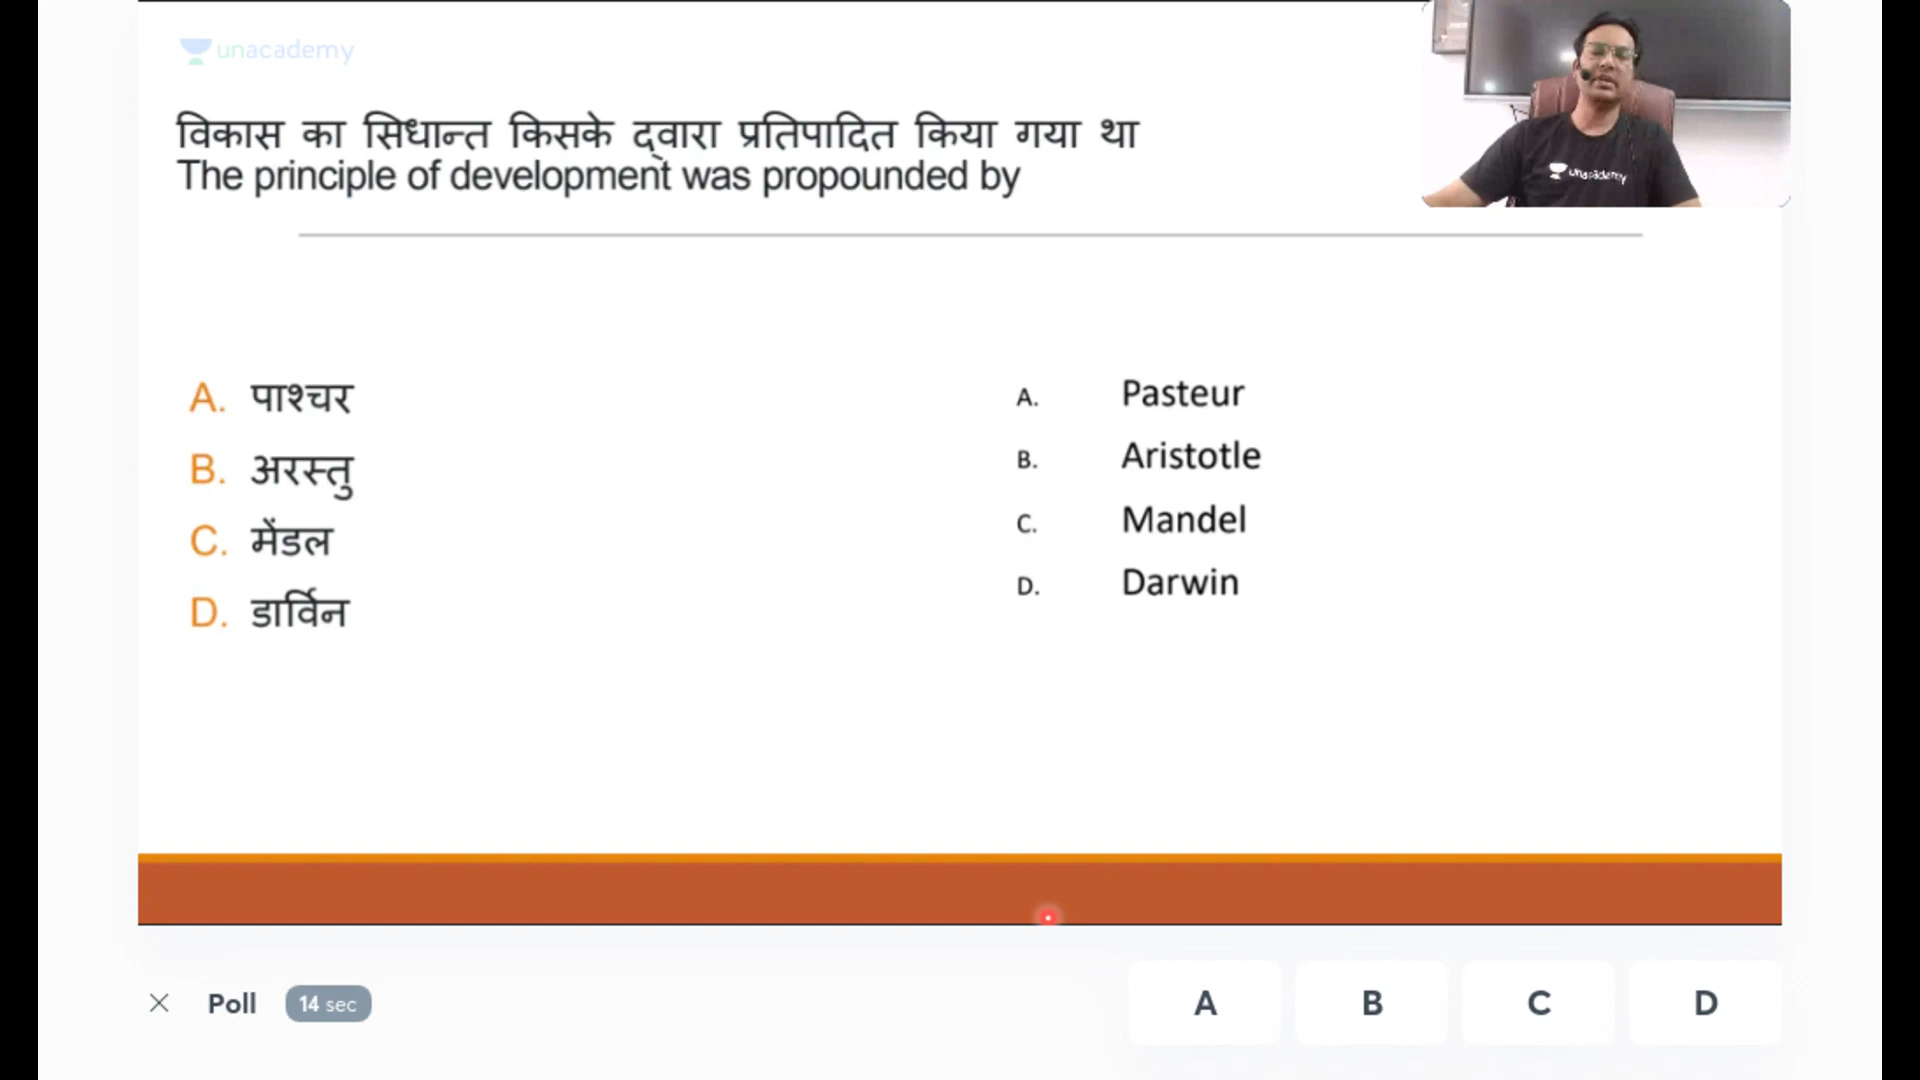 unacademy
विकास का सिधान्त किसके द्वारा प्रतिपादित किया गया था
The principle of development was propounded by
unacademy
A. पाश्चर
B. अरस्तु
C. मेंडल
D. डार्विन
A. Pasteur
B. Aristotle
C. Mandel
D. Darwin
Poll 14 sec A B C D